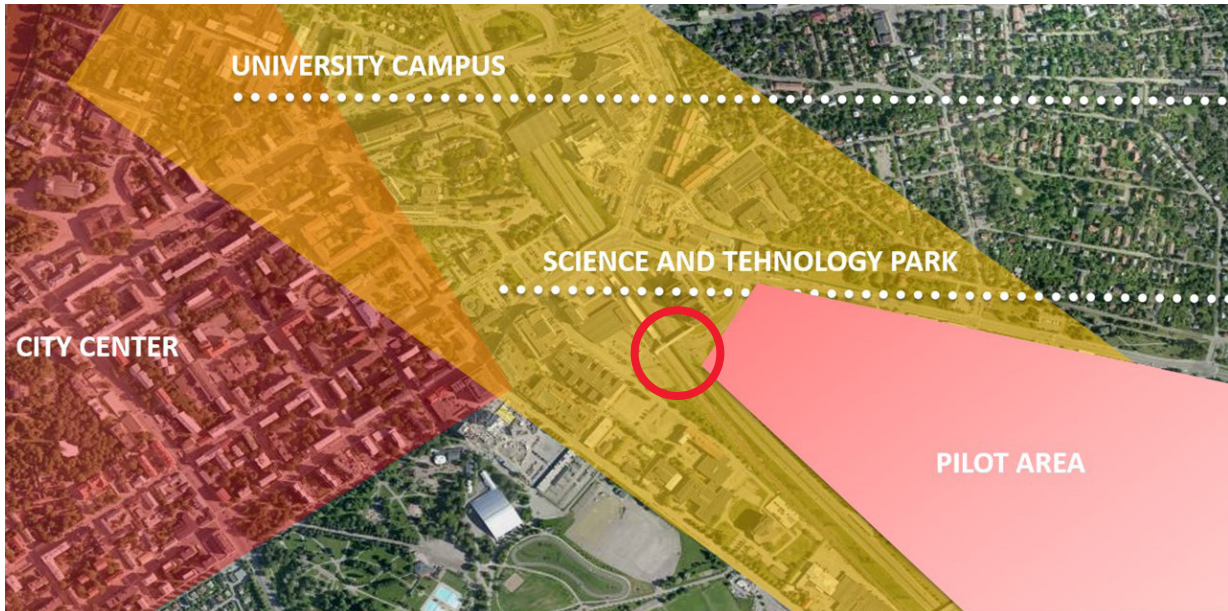 UNIVERSITY CAMPUS
SCIENCE AND TEHNOLOGY PARK
CITY CENTER
PILOT AREA